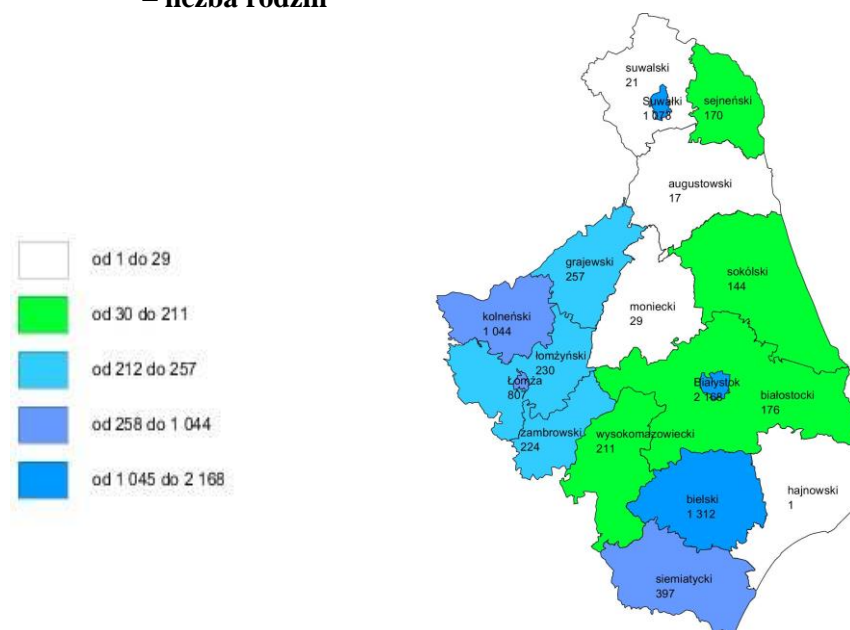 – liczba rodzin
od 1 do 29
od 30 do 211
od 212 do 257
od 258 do 1 044
od 1 045 do 2 168
suwalski
21
Suwałki
1 078
sejneński
170
augustowski
17
grajewski
257
sokólski
144
kolneński
1 044
moniecki
29
łomżyński
230
Łomża
807
Białystok
2 168
białostocki
176
zambrowski
224
wysokomazowiecki
211
bielski
1 312
hajnowski
1
siemiatycki
397